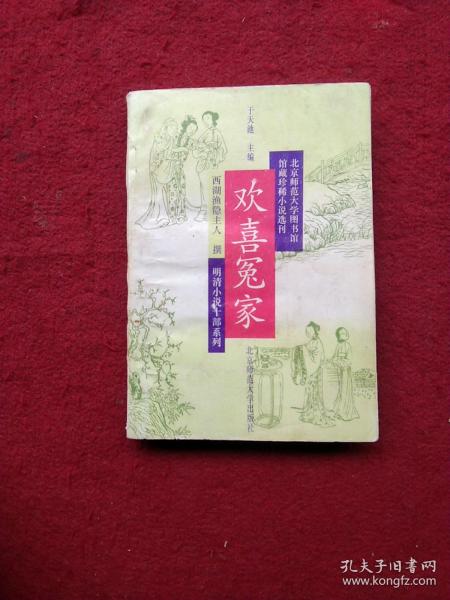 于天池 主编
北京师范大学图书馆
馆藏珍稀小说选刊
欢喜冤家
西湖渔隐主人 撰
明清小说十部系列
北京师范大学出版社
孔夫子旧书网
www.kongfz.com